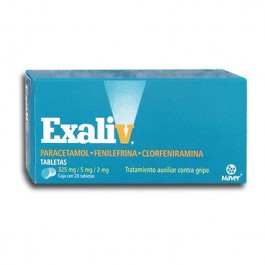 Exaliv®
PARACETAMOL • FENILEFRINA • CLORFENIRAMINA
TABLETAS
325 mg / 5 mg / 2 mg
Caja con 20 tabletas
Tratamiento auxiliar contra gripe.
MAVER®